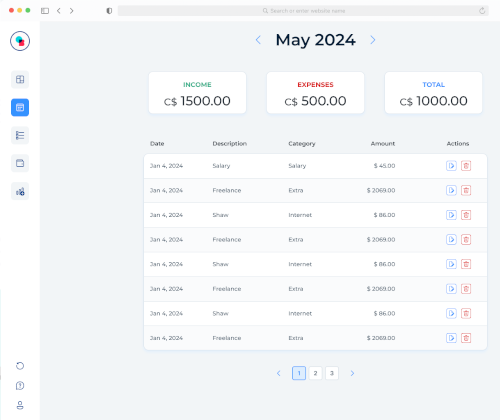 Search or enter website name
May 2024
INCOME EXPENSES TOTAL
C$ 1500.00 C$ 500.00 C$ 1000.00
Date Description Category Amount Actions
Jan 4, 2024 Salary Salary $ 45.00
Jan 4, 2024 Freelance Extra $ 2069.00
Jan 4, 2024 Shaw Internet $ 86.00
Jan 4, 2024 Freelance Extra $ 2069.00
Jan 4, 2024 Shaw Internet $ 86.00
Jan 4, 2024 Freelance Extra $ 2069.00
Jan 4, 2024 Shaw Internet $ 86.00
Jan 4, 2024 Freelance Extra $ 2069.00
1 2 3